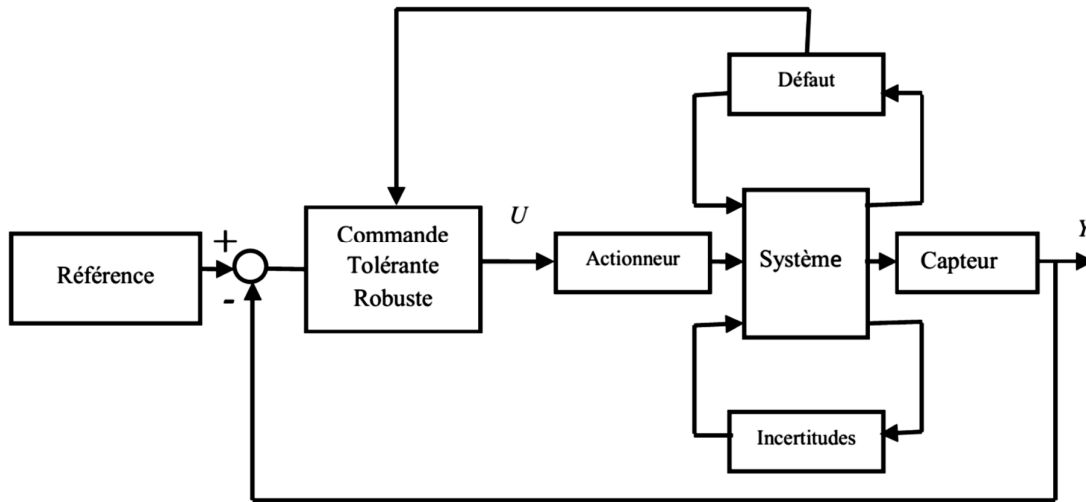 Défaut
Référence
+
-
Commande
Tolérante
Robuste
U
Actionneur
Système
Capteur
Y
Incertitudes